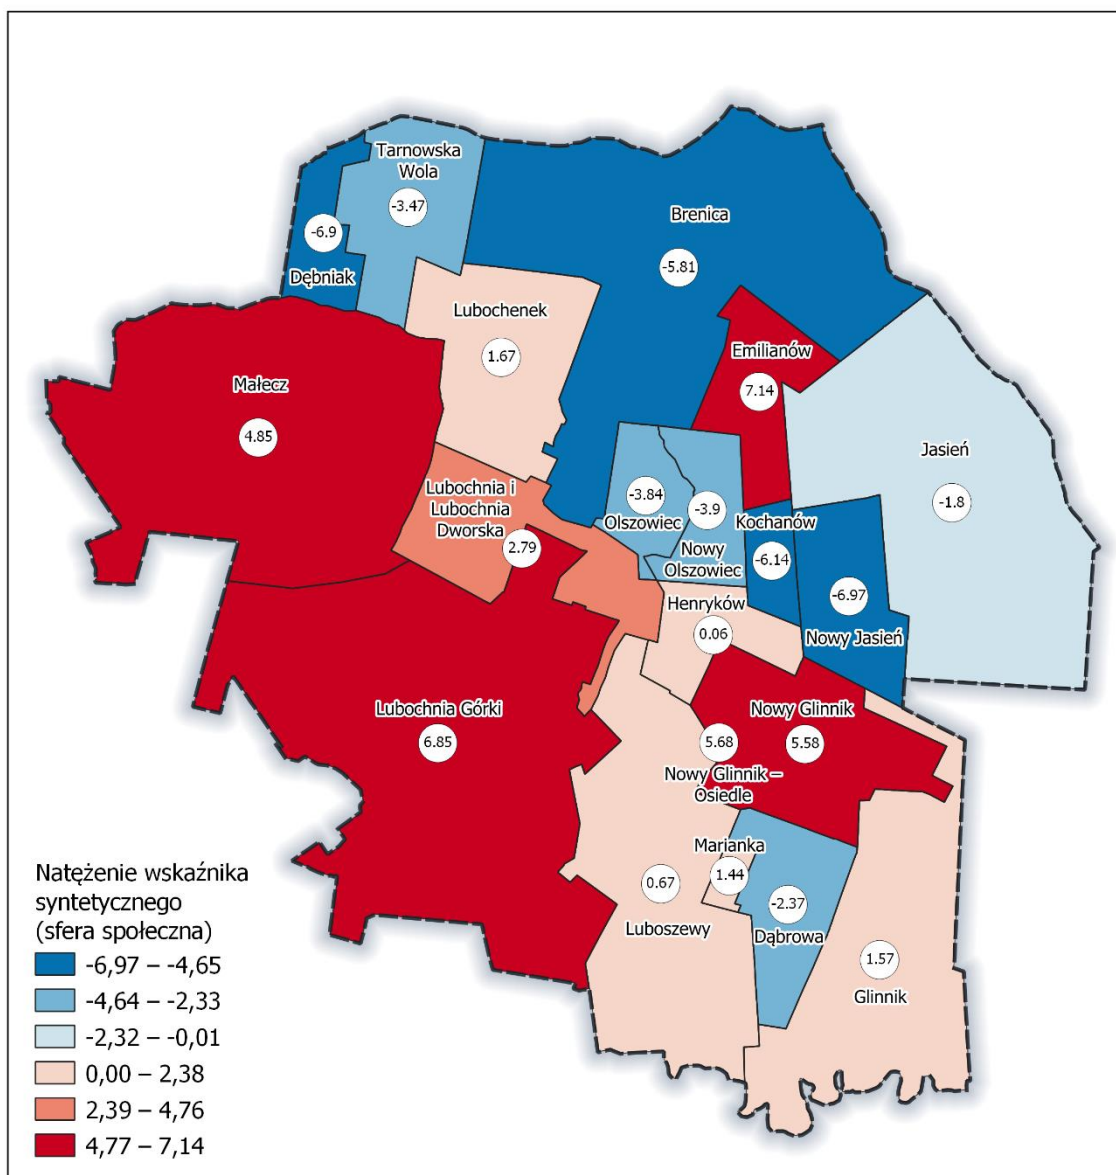 Tarnowska
Wola
-3.47
-6.9
Dębniak
Brenica
-5.81
Lubochenek
1.67
Emilianów
7.14
Małecz
4.85
Jasień
-1.8
Lubochnia i
Lubochnia
Dworska
2.79
-3.84
Olszowiec
-3.9
Nowy
Olszowiec
Kochanów
-6.14
-6.97
Nowy Jasień
Henryków
0.06
Lubochnia Górki
6.85
Nowy Glinnik
5.58
5.68
Nowy Glinnik –
Osiedle
Marianka
1.44
0.67
Luboszewy
-2.37
Dąbrowa
1.57
Glinnik
Natężenie wskaźnika
syntetycznego
(sfera społeczna)
-6,97 – -4,65
-4,64 – -2,33
-2,32 – -0,01
0,00 – 2,38
2,39 – 4,76
4,77 – 7,14